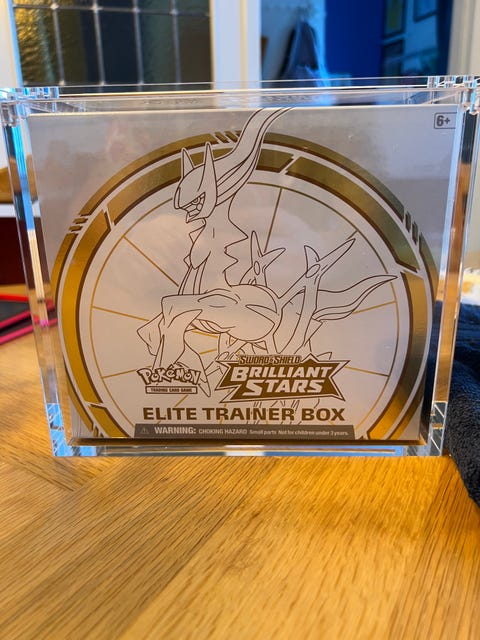 6+
Pokémon
TRADING CARD GAME
SWORD & SHIELD
BRILLIANT
STARS
ELITE TRAINER BOX
⚠ WARNING: CHOKING HAZARD Small parts Not for children under 3 years.